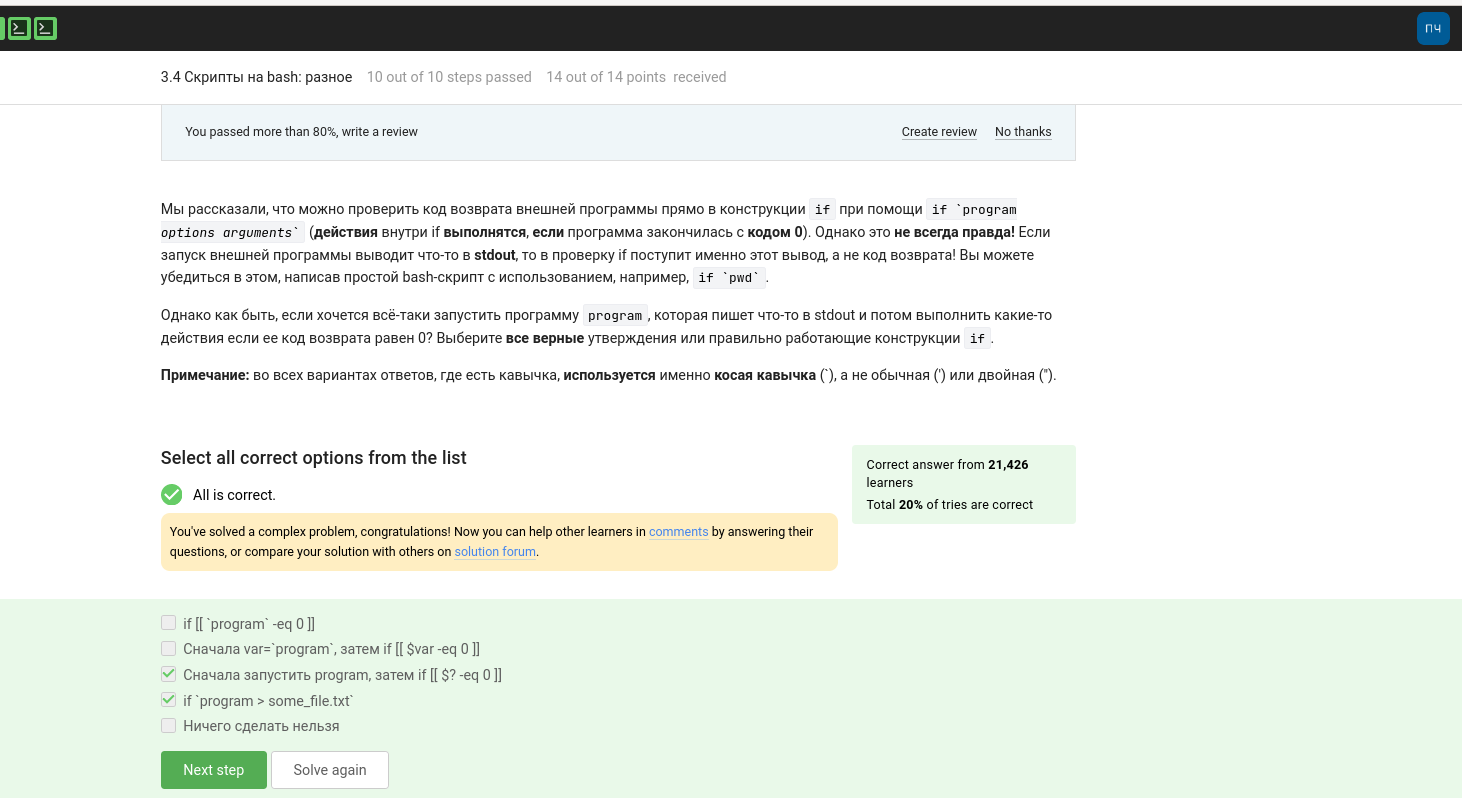 ПЧ
3.4 Скрипты на bash: разное 10 out of 10 steps passed 14 out of 14 points received
You passed more than 80%, write a review Create review No thanks
Мы рассказали, что можно проверить код возврата внешней программы прямо в конструкции if при помощи if `program
options arguments` (действия внутри if выполнятся, если программа закончилась с кодом 0). Однако это не всегда правда! Если
запуск внешней программы выводит что-то в stdout, то в проверку if поступит именно этот вывод, а не код возврата! Вы можете
убедиться в этом, написав простой bash-скрипт с использованием, например, if `pwd`.
Однако как быть, если хочется всё-таки запустить программу program, которая пишет что-то в stdout и потом выполнить какие-то
действия если ее код возврата равен 0? Выберите все верные утверждения или правильно работающие конструкции if.
Примечание: во всех вариантах ответов, где есть кавычка, используется именно косая кавычка (`), а не обычная (') или двойная (").
Select all correct options from the list
All is correct.
You've solved a complex problem, congratulations! Now you can help other learners in comments by answering their
questions, or compare your solution with others on solution forum.
Correct answer from 21,426
learners
Total 20% of tries are correct
if [[ `program` -eq 0 ]]
Сначала var=`program`, затем if [[ $var -eq 0 ]]
Сначала запустить program, затем if [[ $? -eq 0 ]]
if `program > some_file.txt`
Ничего сделать нельзя
Next step Solve again